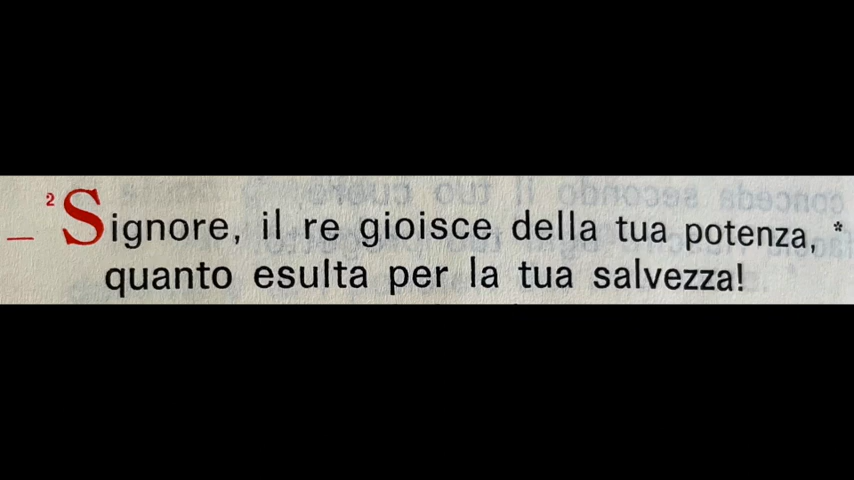 2 Signore, il re gioisce della tua potenza, *
quanto esulta per la tua salvezza!